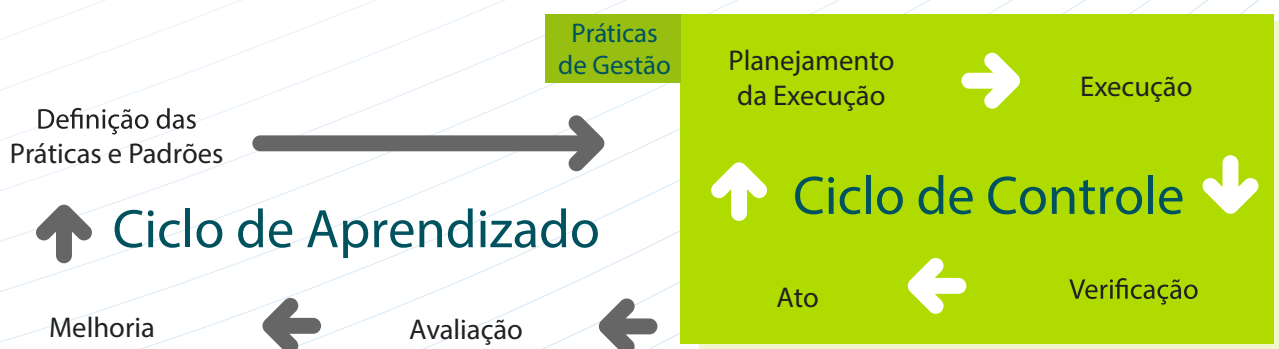 Práticas
de Gestão
Planejamento
da Execução
Execução
Definição das
Práticas e Padrões
Ciclo de Controle
Ciclo de Aprendizado
Ato
Verificação
Melhoria
Avaliação